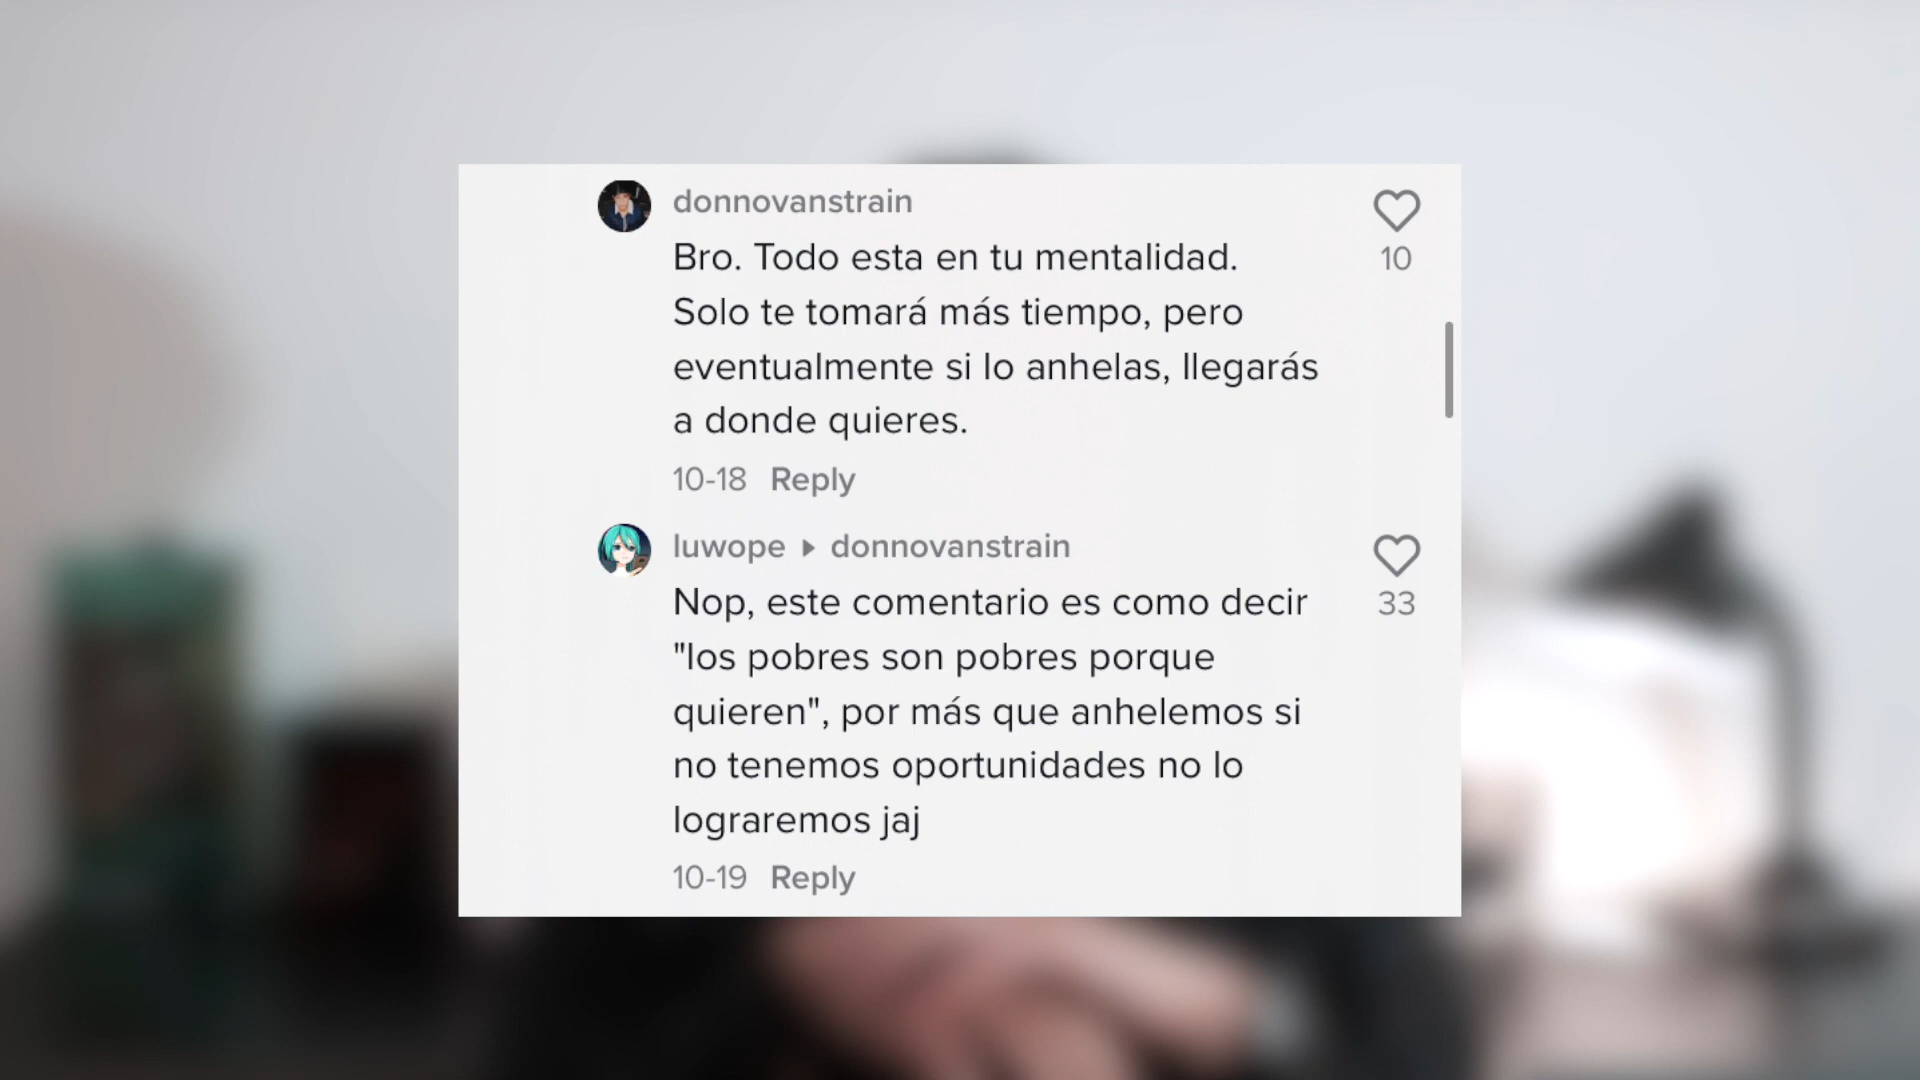 donnovanstrain
10
Bro. Todo esta en tu mentalidad.
Solo te tomará más tiempo, pero
eventualmente si lo anhelas, llegarás
a donde quieres.
10-18 Reply
luwope ▸ donnovanstrain
33
Nop, este comentario es como decir
"los pobres son pobres porque
quieren", por más que anhelemos si
no tenemos oportunidades no lo
lograremos jaj
10-19 Reply